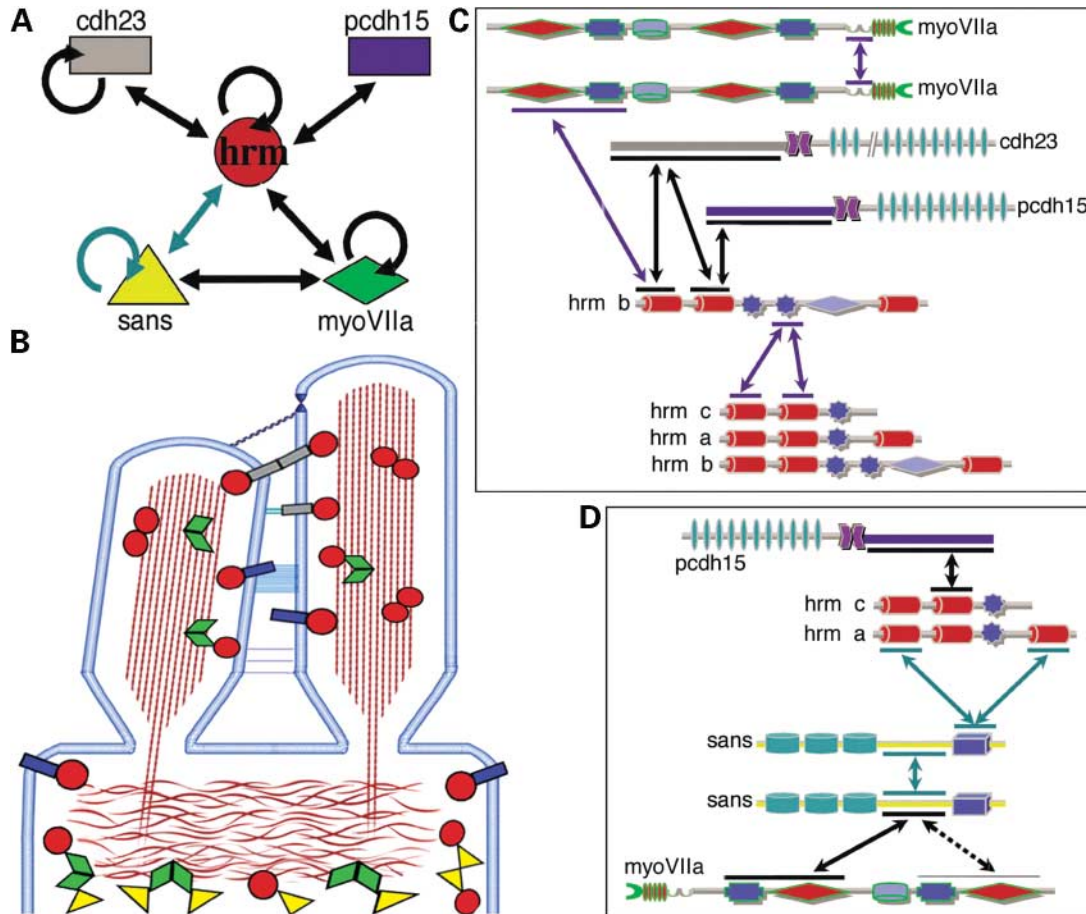 A
cdh23
pcdh15
hrm
sans
myoVIIa
B
C
myoVIIa
myoVIIa
cdh23
pcdh15
hrm b
hrm c
hrm a
hrm b
D
pcdh15
hrm c
hrm a
sans
sans
myoVIIa